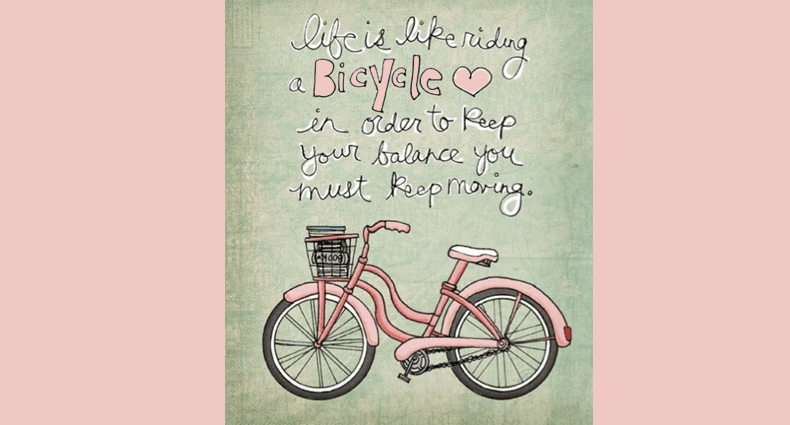 life is like riding
a Bicycle
in order to keep
your balance you
must keep moving.